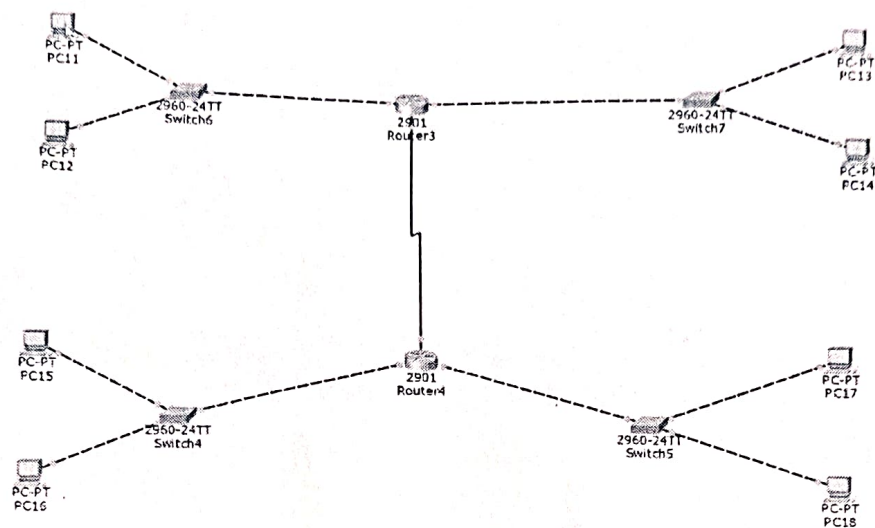 PC-PT
PC11
PC-PT
PC13
2960-24TT
Switch6
2901
Router3
2960-24TT
Switch7
PC-PT
PC12
PC-PT
PC14
PC-PT
PC15
2901
Router4
PC-PT
PC17
2960-24TT
Switch4
2960-24TT
Switch5
PC-PT
PC16
PC-PT
PC18